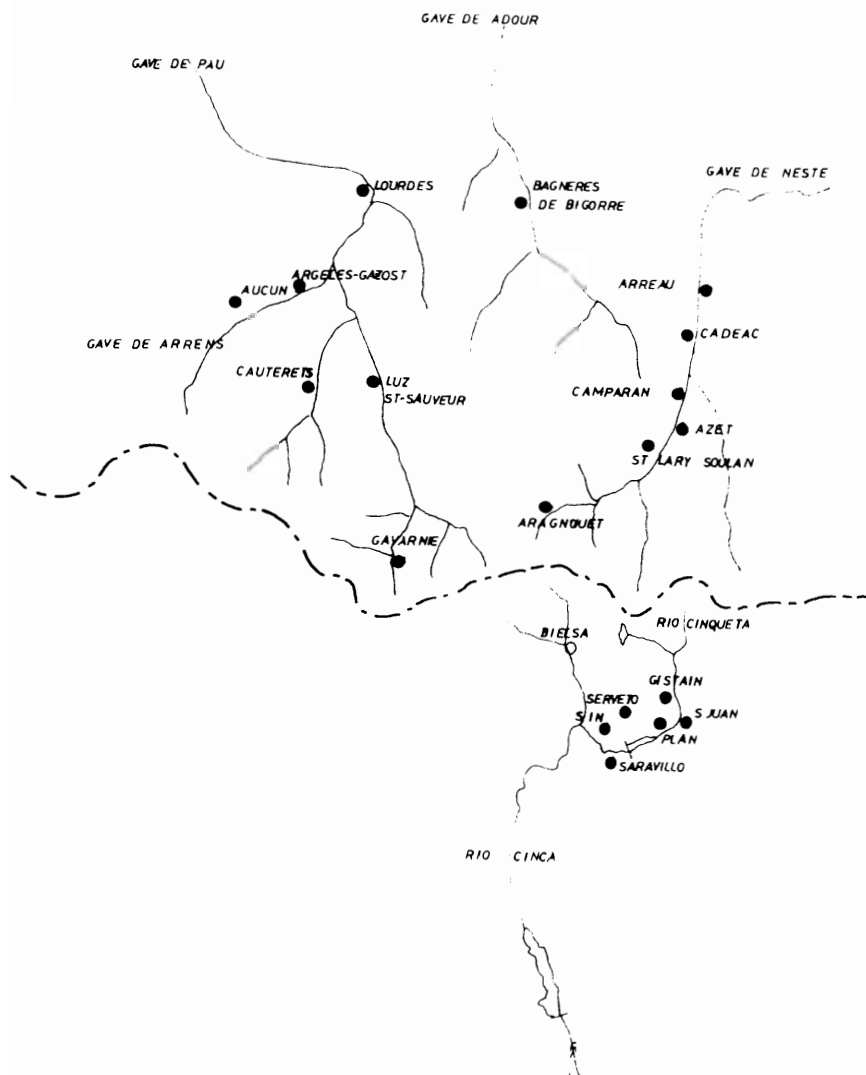 GAVE DE ADOUR
GAVE DE PAU
GAVE DE NESTE
LOURDES
BAGNERES
DE BIGORRE
ARGELES-GAZOST
AUCUN
ARREAU
CADEAC
GAVE DE ARRENS
CAUTERETS
LUZ
ST-SAUVEUR
CAMPARAN
AZET
ST LARY SOULAN
ARAGNOUET
GAVARNIE
RIO CINQUETA
BIELSA
GISTAIN
SERVETO
SIN
S JUAN
PLAN
SARAVILLO
RIO CINCA